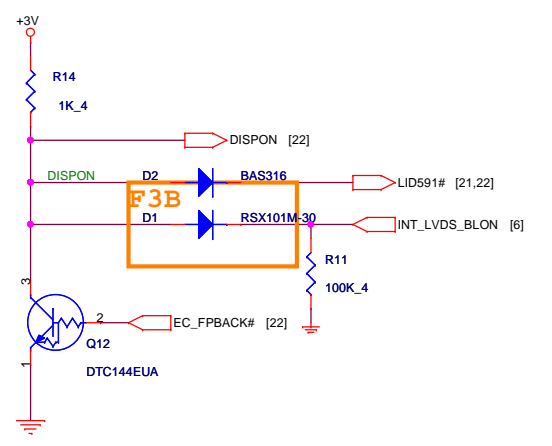 +3V
R14
1K_4
DISPON [22]
DISPON
D2
BAS316
LID591# [21,22]
F3B
D1
RSX101M-30
INT_LVDS_BLON [6]
R11
100K_4
3
2
EC_FPBACK# [22]
Q12
1
DTC144EUA